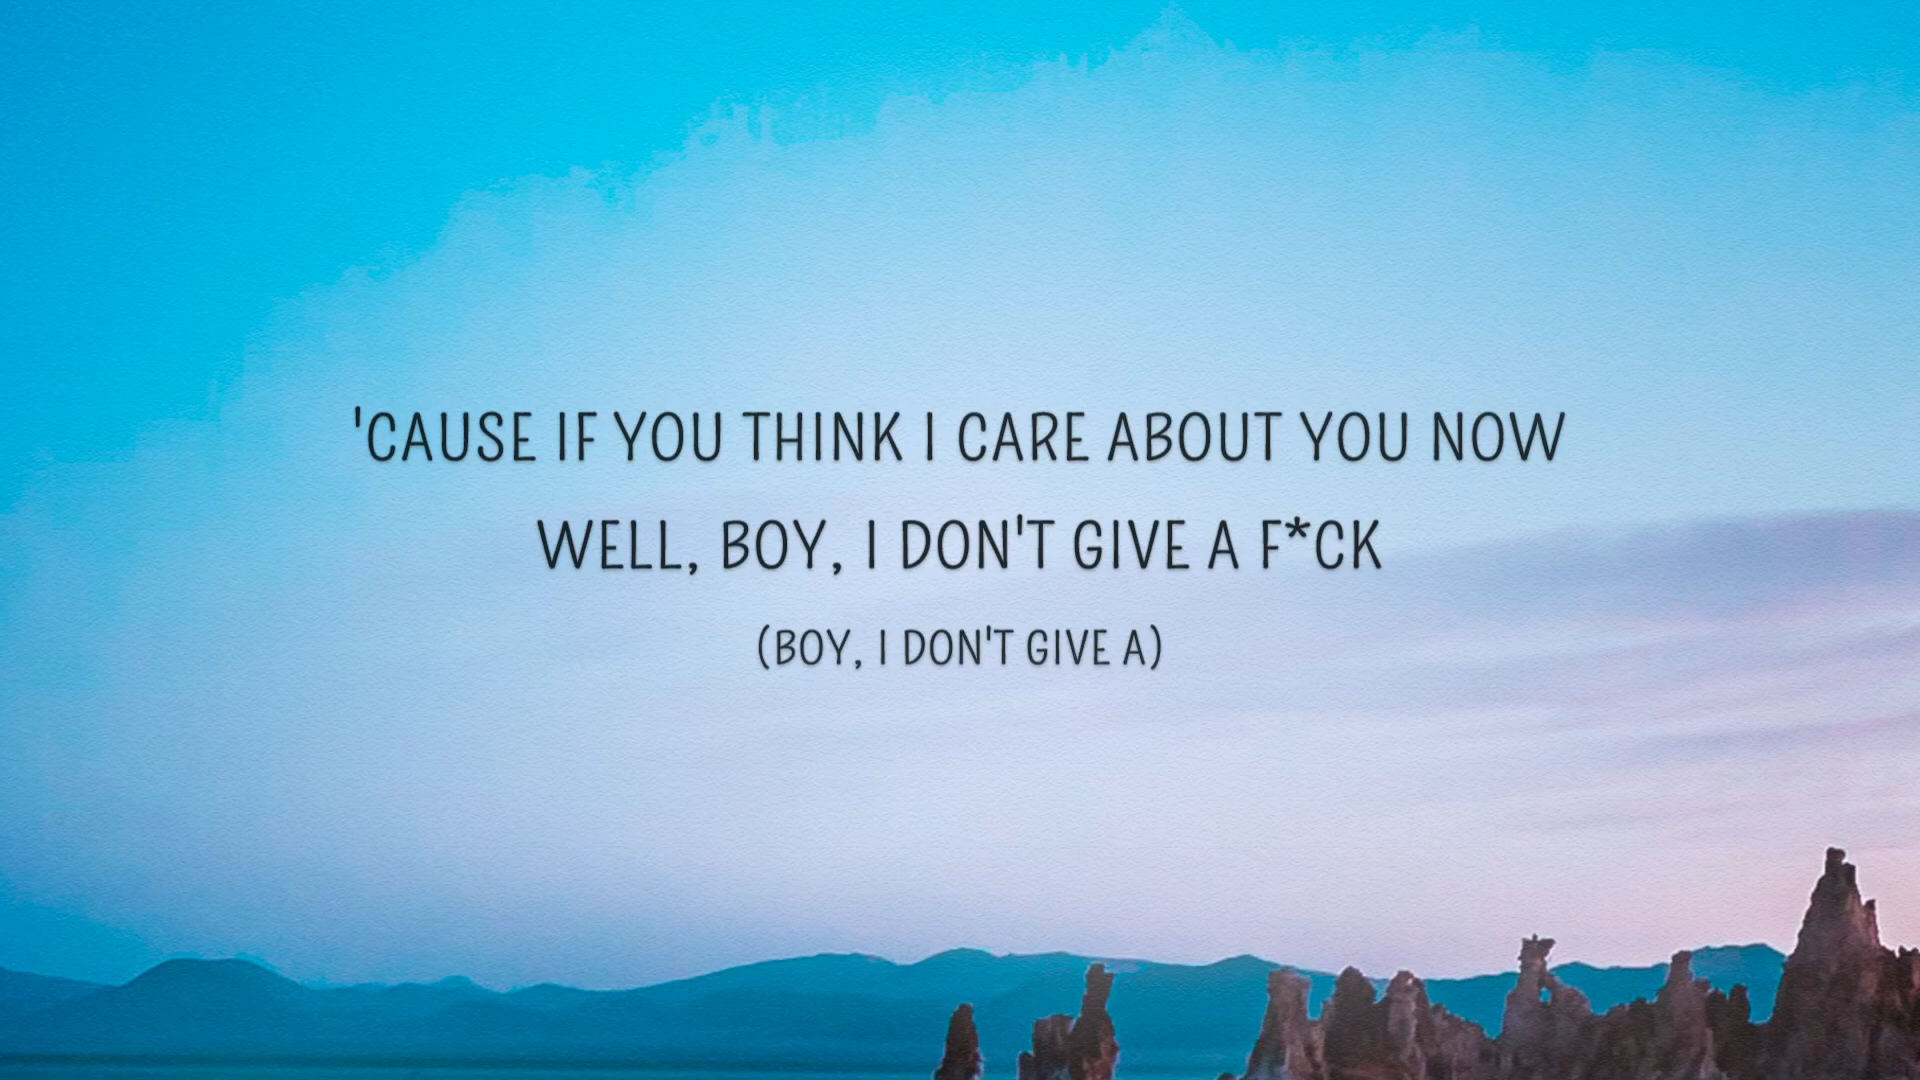 'CAUSE IF YOU THINK I CARE ABOUT YOU NOW
WELL, BOY, I DON'T GIVE A F*CK
(BOY, I DON'T GIVE A)